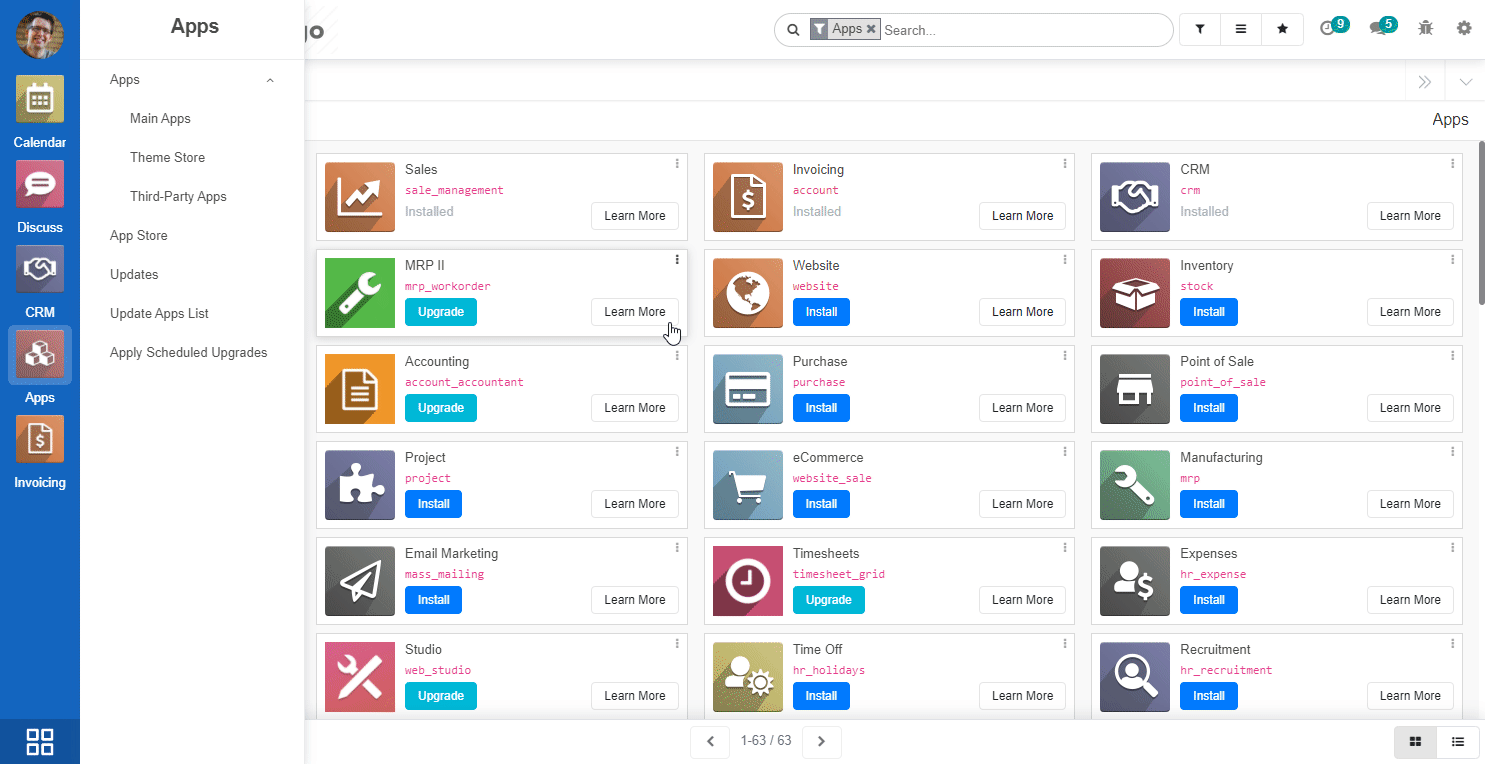 Calendar
Discuss
CRM
Apps
Invoicing
Apps
Apps
Main Apps
Theme Store
Third-Party Apps
App Store
Updates
Update Apps List
Apply Scheduled Upgrades
go
Apps
Search...
9
5
Apps
Sales
sale_management
Installed
Learn More
Invoicing
account
Installed
Learn More
CRM
crm
Installed
Learn More
MRP II
mrp_workorder
Upgrade
Learn More
Website
website
Install
Learn More
Inventory
stock
Install
Learn More
Accounting
account_accountant
Upgrade
Learn More
Purchase
purchase
Install
Learn More
Point of Sale
point_of_sale
Install
Learn More
Project
project
Install
Learn More
eCommerce
website_sale
Install
Learn More
Manufacturing
mrp
Install
Learn More
Email Marketing
mass_mailing
Install
Learn More
Timesheets
timesheet_grid
Upgrade
Learn More
Expenses
hr_expense
Install
Learn More
Studio
web_studio
Upgrade
Learn More
Time Off
hr_holidays
Install
Learn More
Recruitment
hr_recruitment
Install
Learn More
1-63 / 63